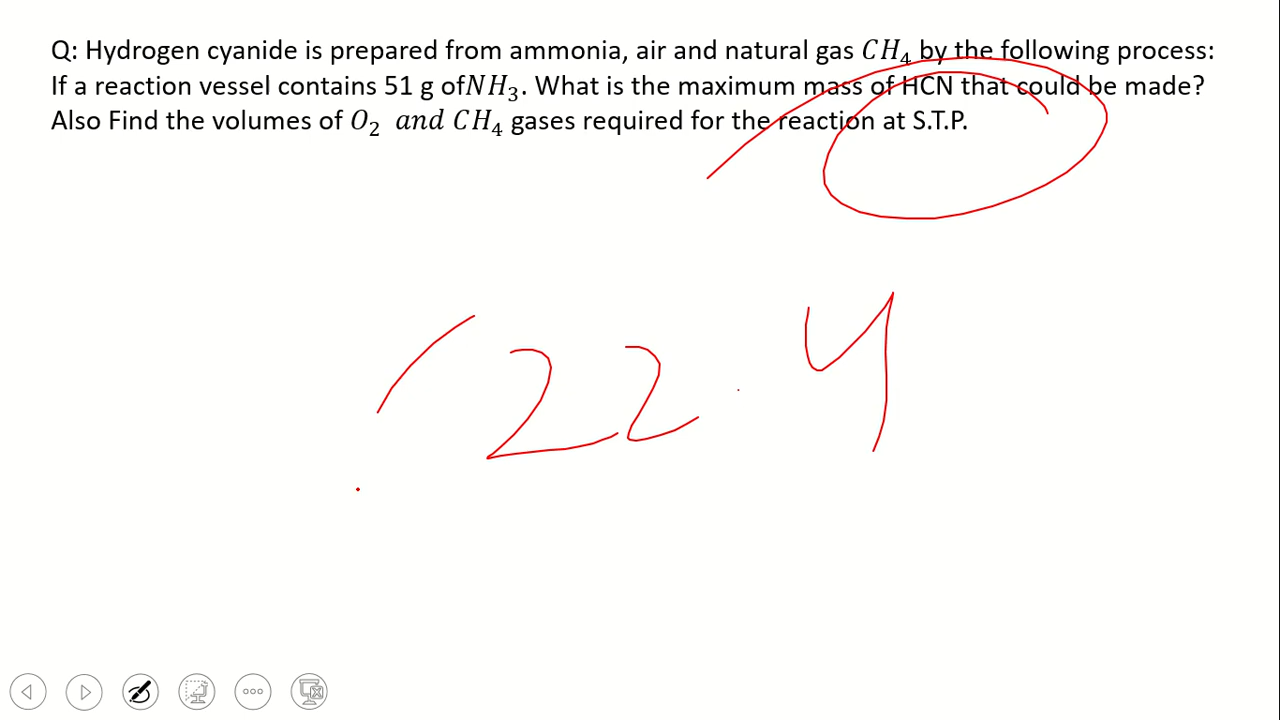 Q: Hydrogen cyanide is prepared from ammonia, air and natural gas CH₄ by the following process:
If a reaction vessel contains 51 g ofNH₃. What is the maximum mass of HCN that could be made?
Also Find the volumes of O₂ and CH₄ gases required for the reaction at S.T.P.
22.4